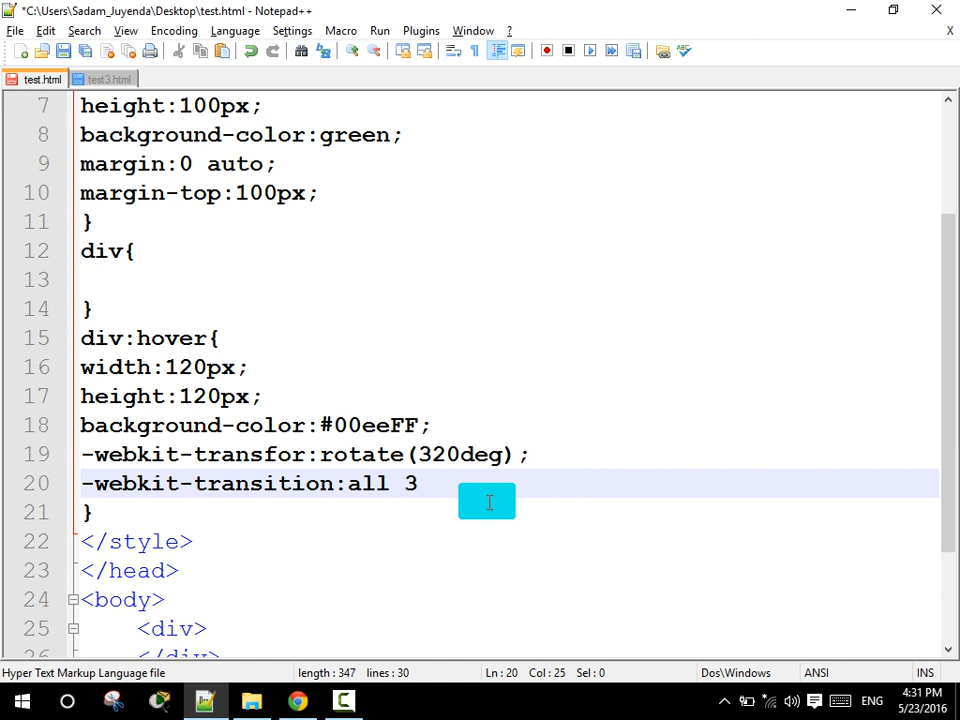 *C:\Users\Sadam_Juyenda\Desktop\test.html - Notepad++
File Edit Search View Encoding Language Settings Macro Run Plugins Window ? X
test.html test3.html
7 height:100px;
8 background-color:green;
9 margin:0 auto;
10 margin-top:100px;
11 }
12 div{
13
14 }
15 div:hover{
16 width:120px;
17 height:120px;
18 background-color:#00eeFF;
19 -webkit-transfor:rotate(320deg);
20 -webkit-transition:all 3
21 }
22 </style>
23 </head>
24 <body>
25 <div>
26 </div>
Hyper Text Markup Language file length : 347 lines : 30 Ln : 20 Col : 25 Sel : 0 Dos\Windows ANSI INS
ENG 4:31 PM
5/23/2016